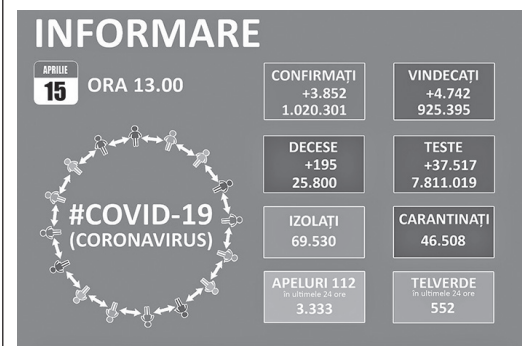 INFORMARE
APRILIE
15
ORA 13.00
#COVID-19
(CORONAVIRUS)
CONFIRMAȚI
+3.852
1.020.301
VINDECAȚI
+4.742
925.395
DECESE
+195
25.800
TESTE
+37.517
7.811.019
IZOLAȚI
69.530
CARANTINAȚI
46.508
APELURI 112
în ultimele 24 ore
3.333
TELVERDE
în ultimele 24 ore
552